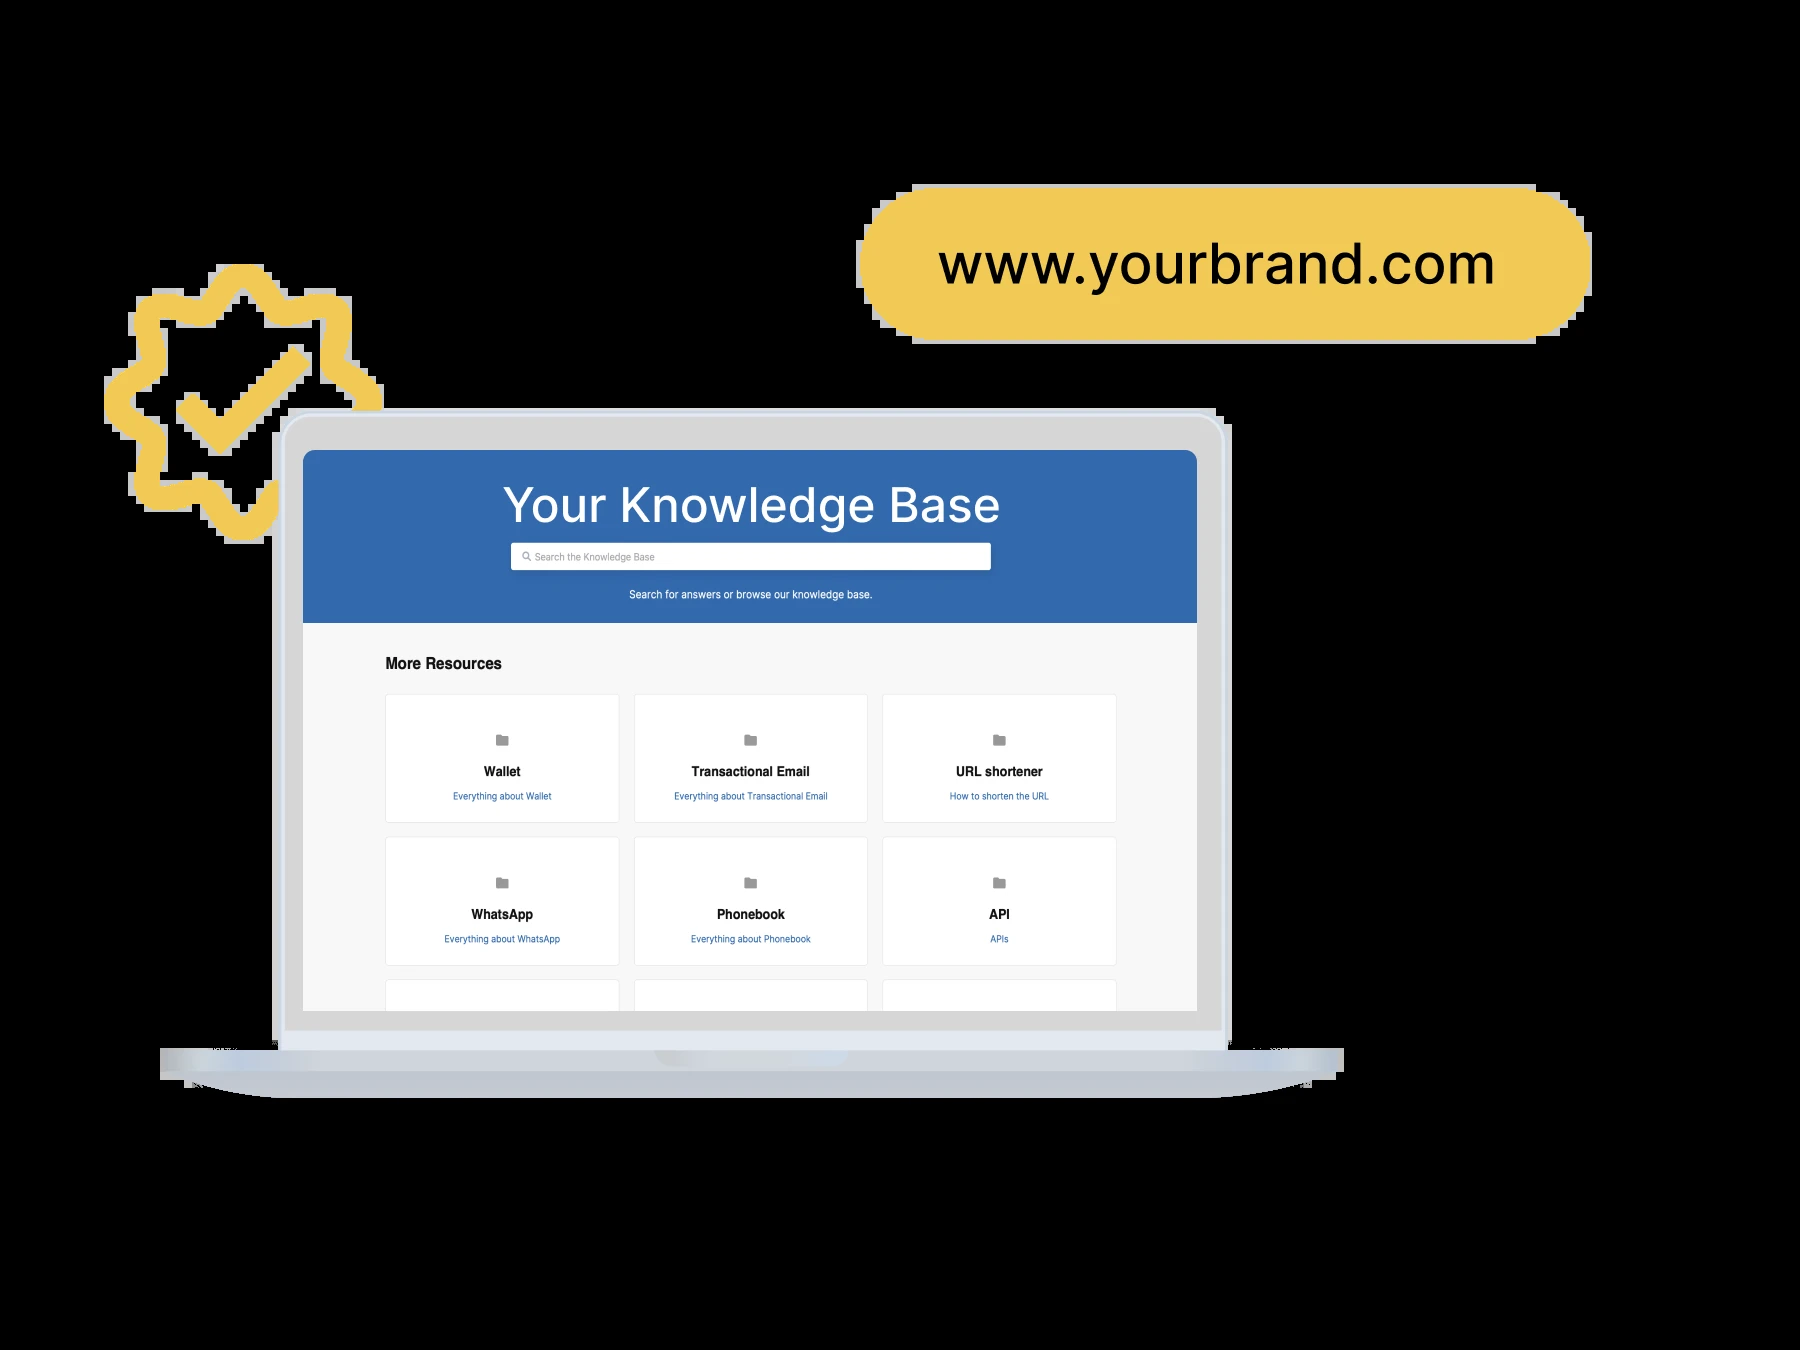 www.yourbrand.com
Your Knowledge Base
Search the Knowledge Base
Search for answers or browse our knowledge base.
More Resources
Wallet
Everything about Wallet
Transactional Email
Everything about Transactional Email
URL shortener
How to shorten the URL
WhatsApp
Everything about WhatsApp
Phonebook
Everything about Phonebook
API
APIs